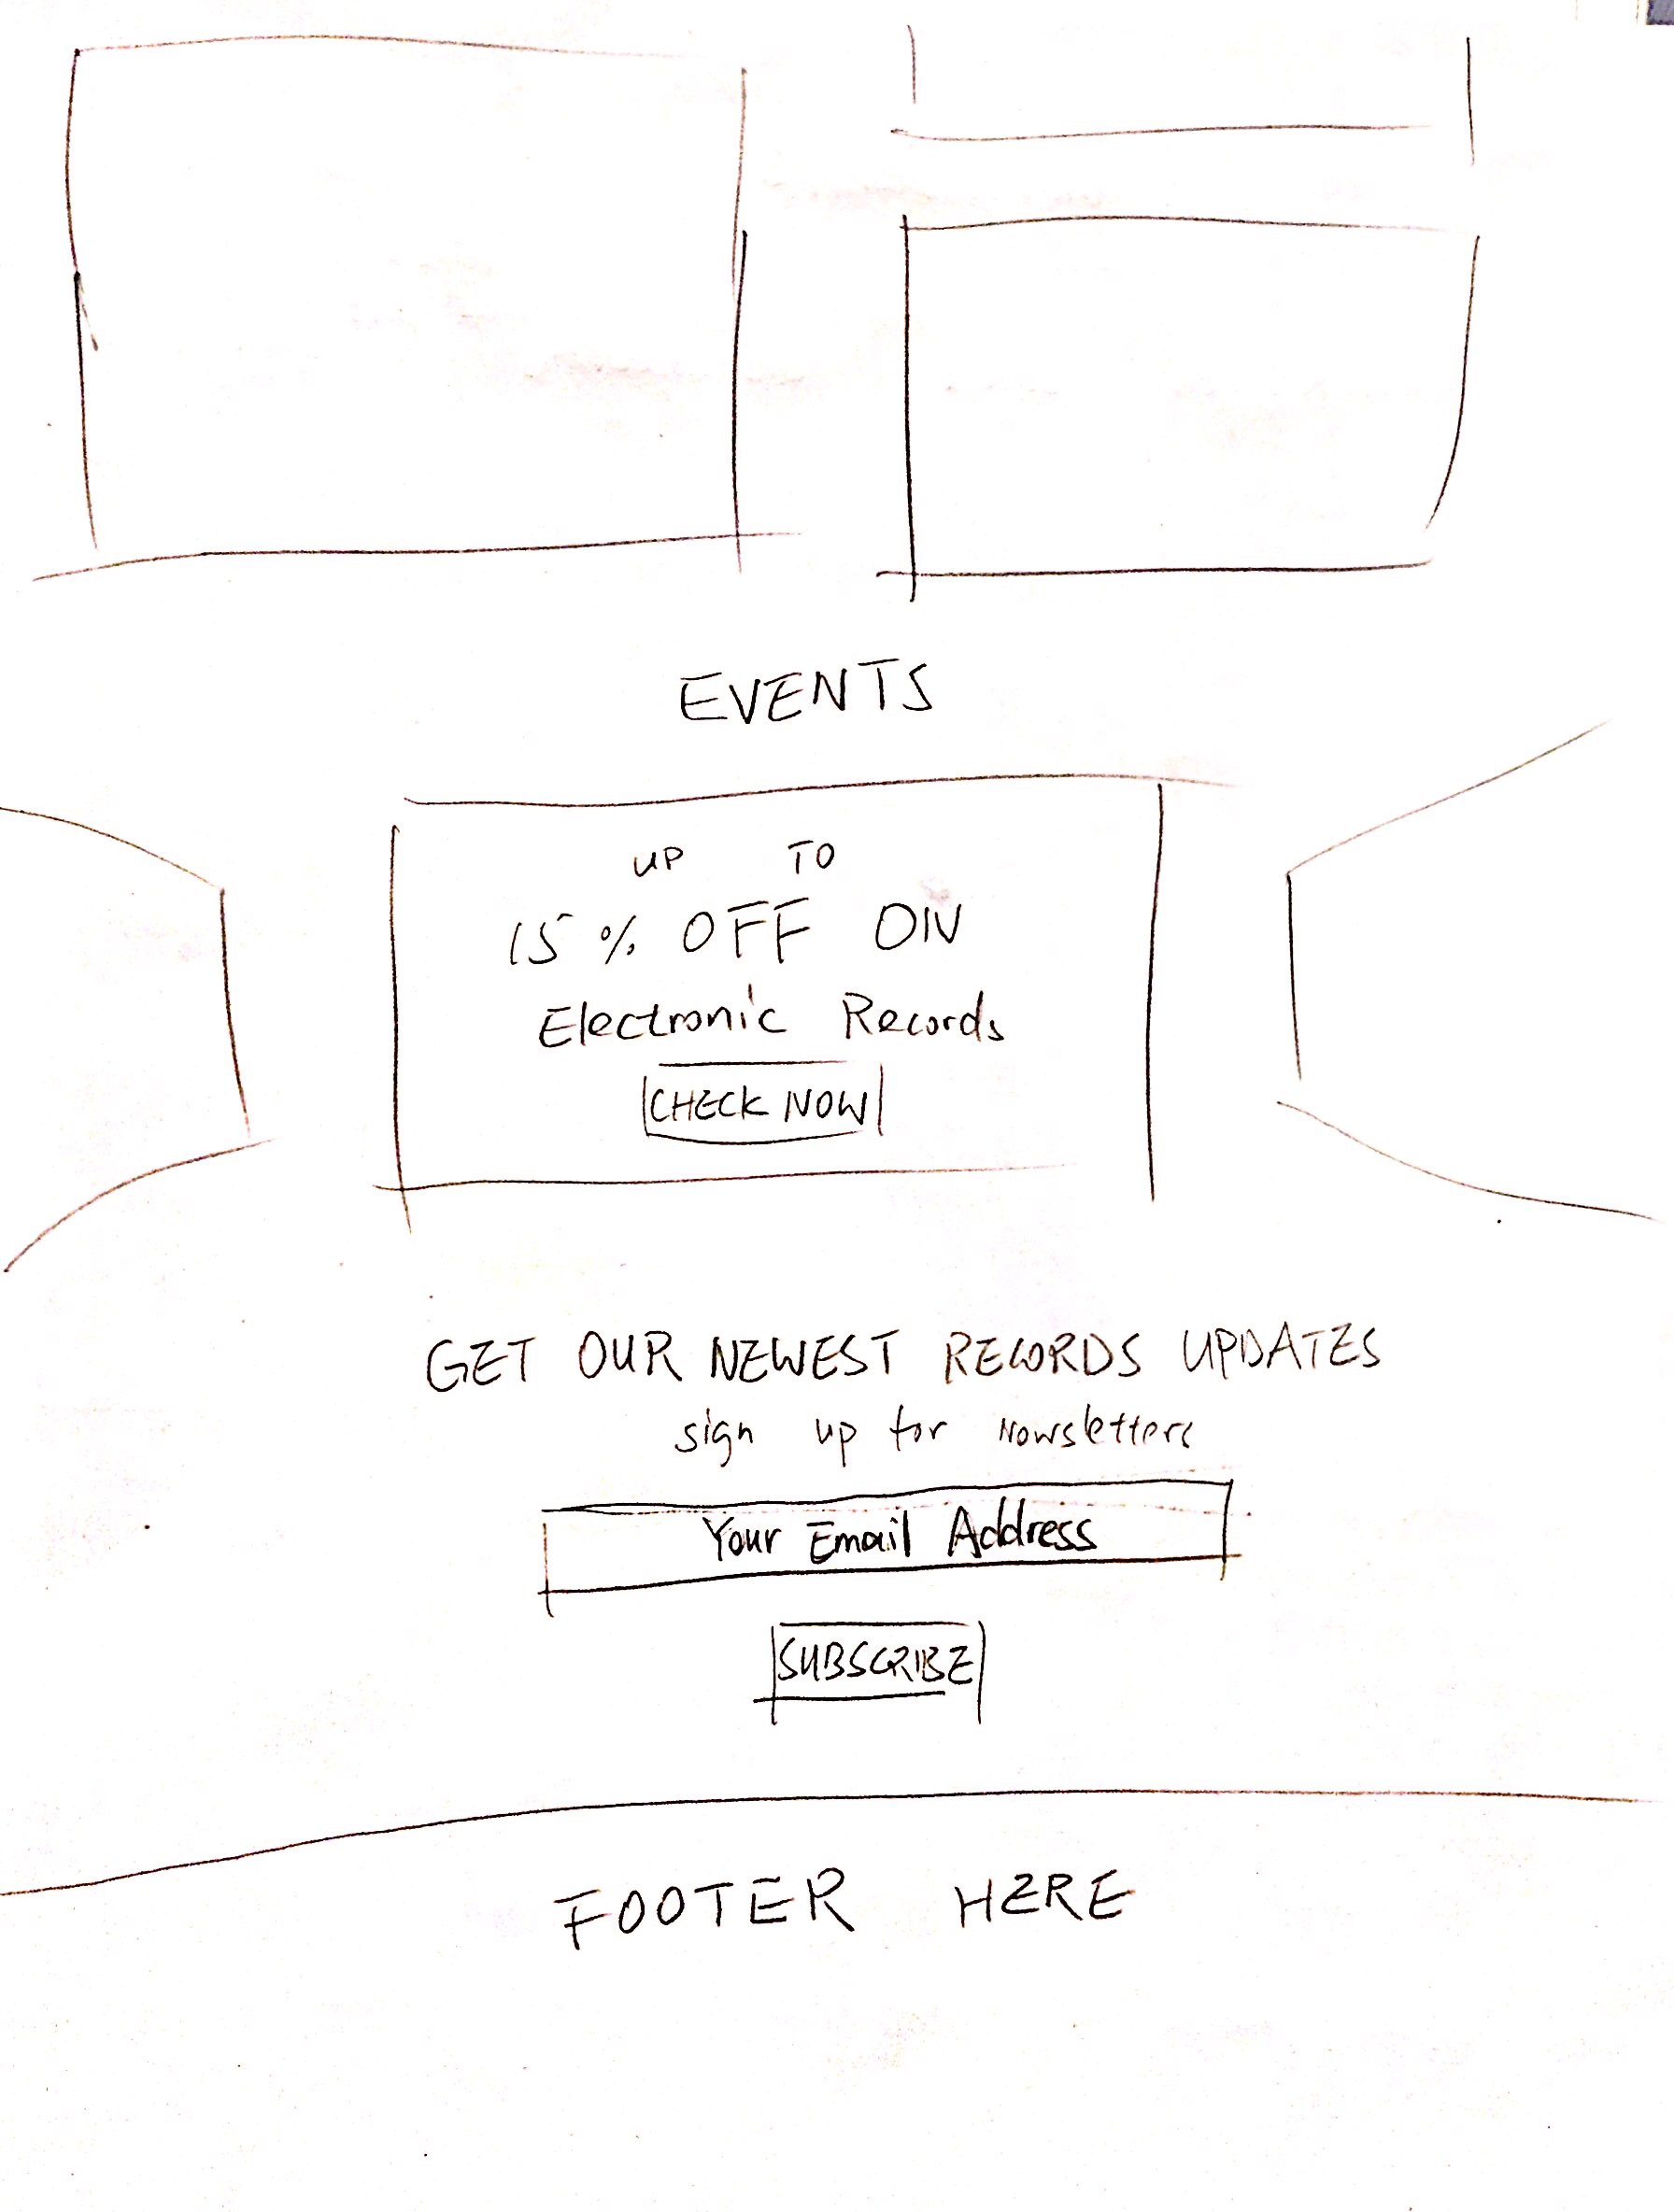 EVENTS
UP TO
15% OFF ON
Electronic Records
CHECK NOW
GET OUR NEWEST RECORDS UPDATES
sign up for Nowsletters
Your Email Address
SUBSCRIBE
FOOTER HERE